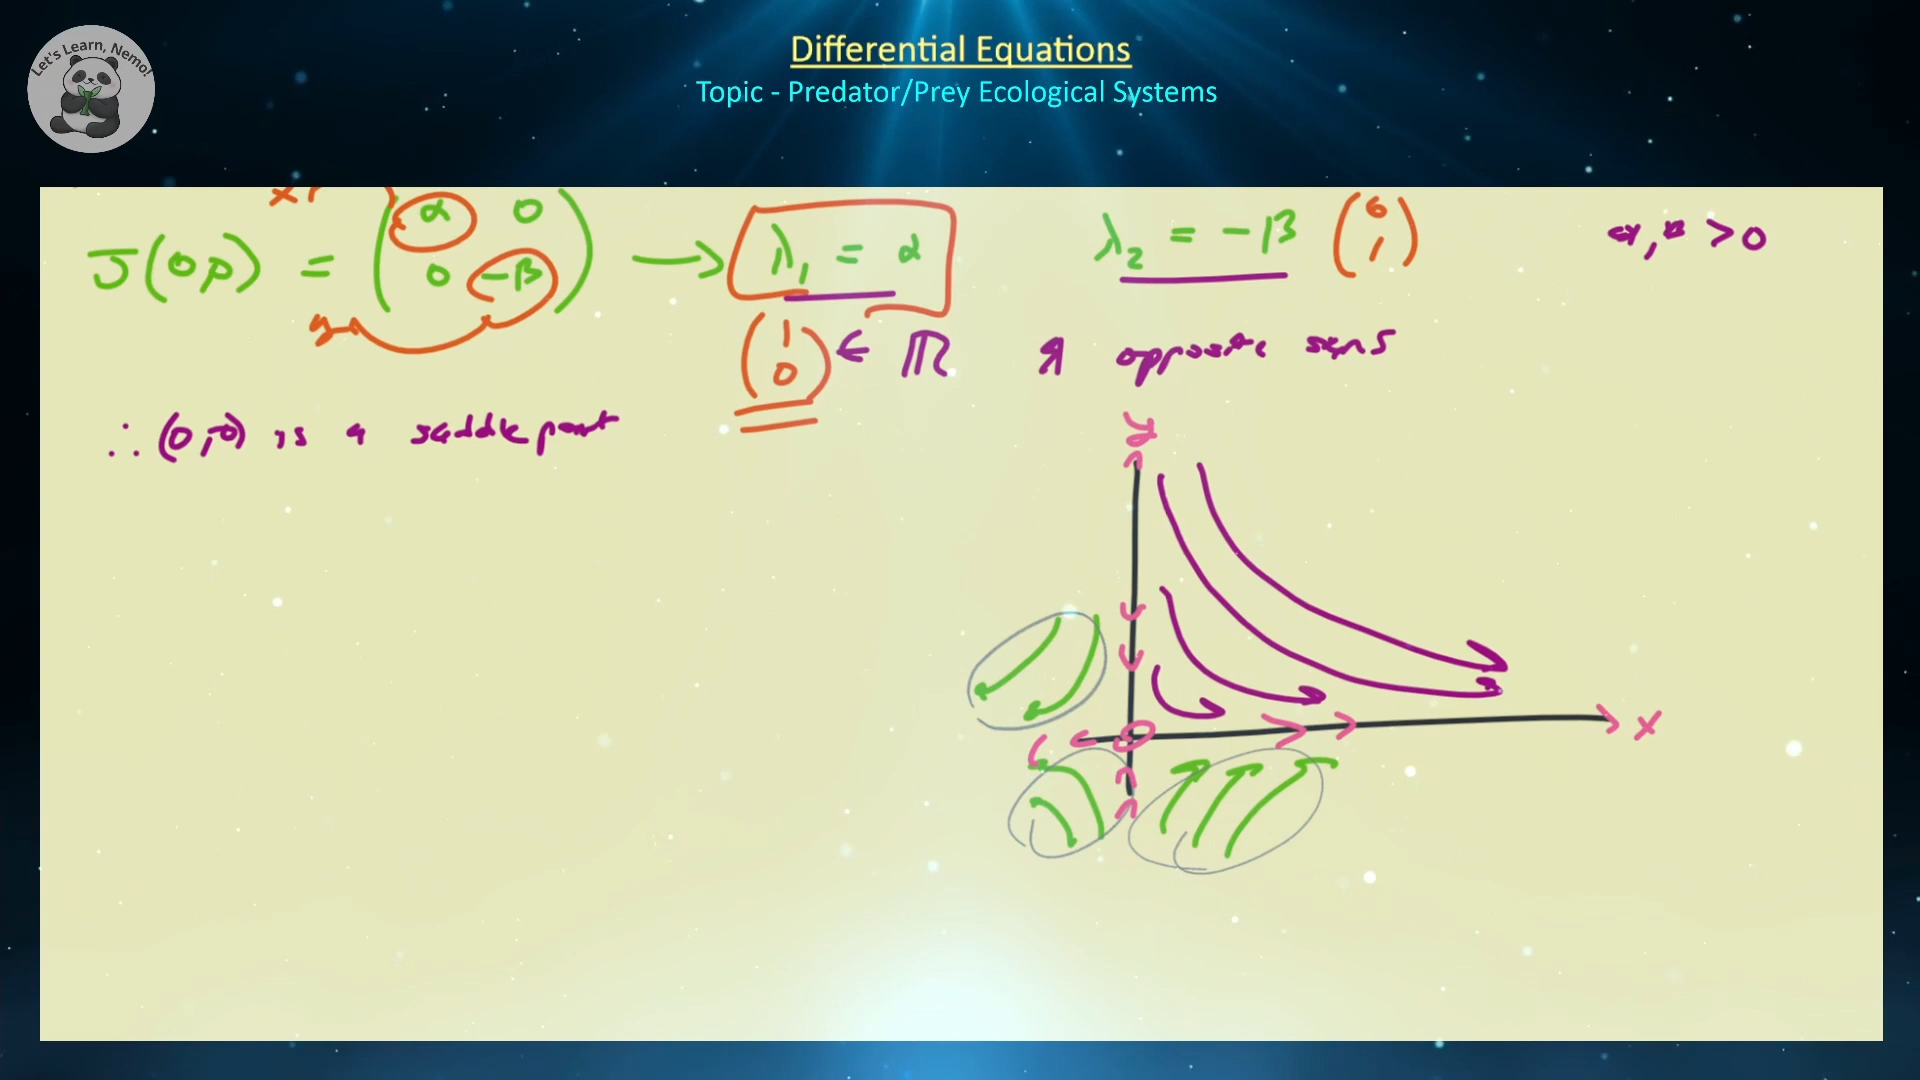 Let's Learn, Nemo!
Differential Equations
Topic - Predator/Prey Ecological Systems
J(0,0) = ( α 0 ) → λ₁ = α λ₂ = -β ( 0 ) α, β > 0
( 0 -β ) ( 1 )
x
y
( 1 ) ← ℝ & opposite signs
( 0 )
∴ (0,0) is a saddle point
y
x